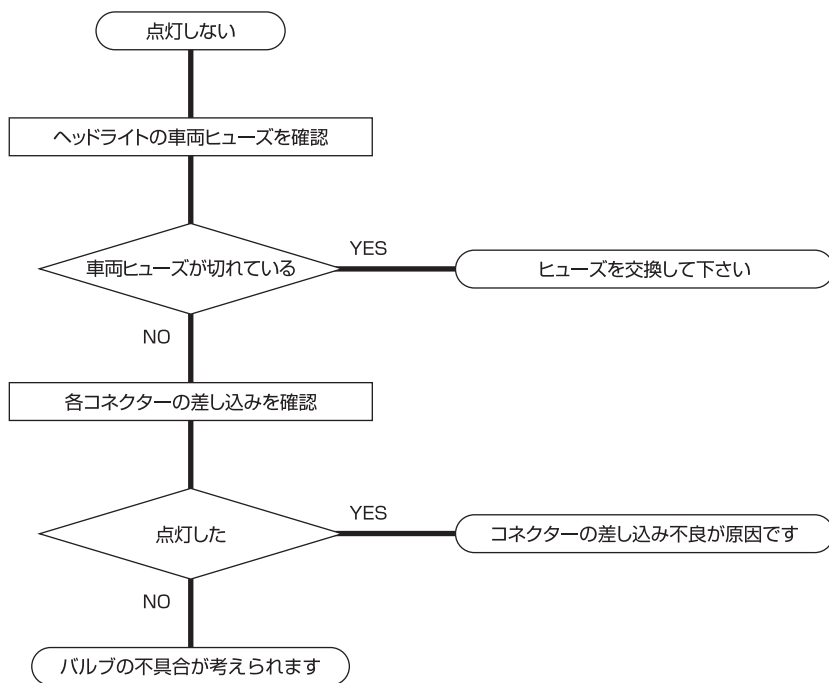 点灯しない
ヘッドライトの車両ヒューズを確認
車両ヒューズが切れている
YES
ヒューズを交換して下さい
NO
各コネクターの差し込みを確認
点灯した
YES
コネクターの差し込み不良が原因です
NO
バルブの不具合が考えられます